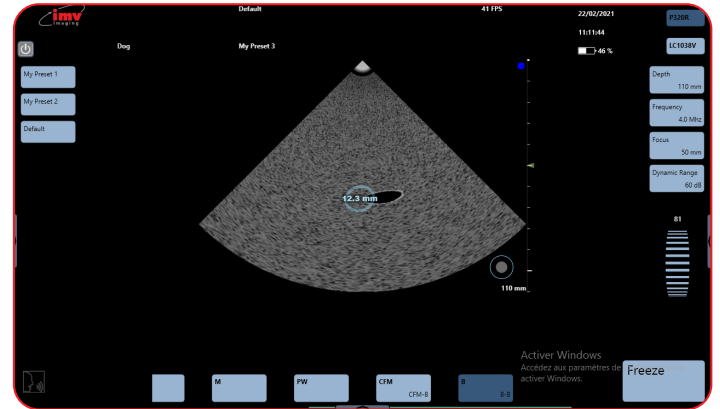 imv
imaging
Default
41 FPS
22/02/2021
11:11:44
46 %
P320R
LC1038V
Dog
My Preset 3
My Preset 1
My Preset 2
Default
Depth
110 mm
Frequency
4.0 Mhz
Focus
50 mm
Dynamic Range
60 dB
81
12.3 mm
110 mm
M
PW
CFM
CFM-B
B
B-B
Activer Windows
Accédez aux paramètres de
activer Windows.
Freeze